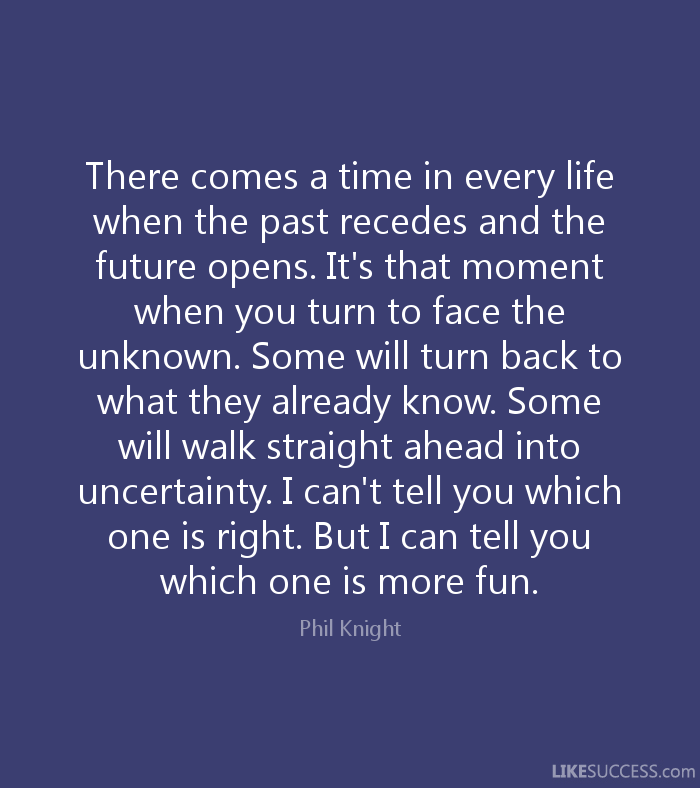 There comes a time in every life
when the past recedes and the
future opens. It's that moment
when you turn to face the
unknown. Some will turn back to
what they already know. Some
will walk straight ahead into
uncertainty. I can't tell you which
one is right. But I can tell you
which one is more fun.
Phil Knight
LIKESUCCESS.com